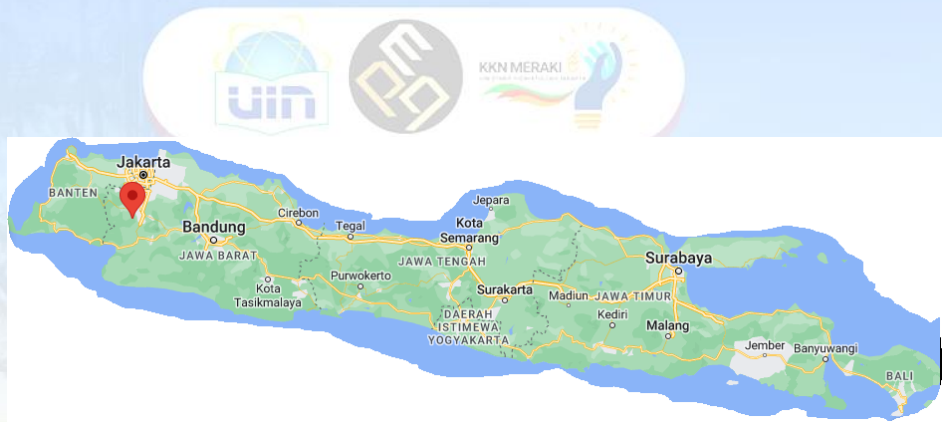 uin
KKN MERAKI
Jakarta
BANTEN
Jepara
Cirebon
Bandung
Tegal
Kota
Semarang
JAWA BARAT
JAWA TENGAH
Surabaya
Purwokerto
Kota
Tasikmalaya
Surakarta
Madiun
JAWA TIMUR
DAERAH
ISTIMEWA
YOGYAKARTA
Kediri
Malang
Jember
Banyuwangi
BALI